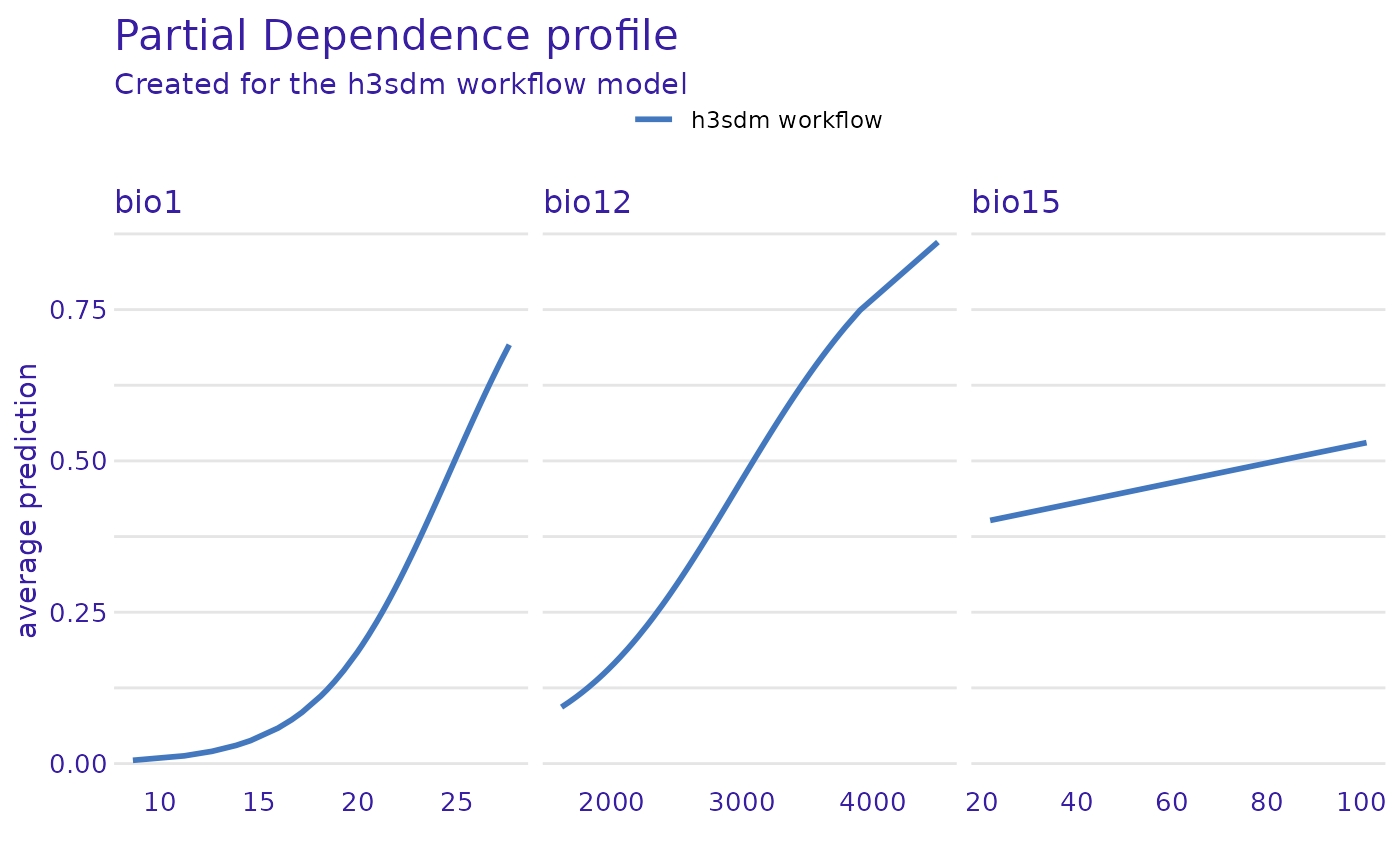 Partial Dependence profile
Created for the h3sdm workflow model
h3sdm workflow
bio1 bio12 bio15
average prediction
0.75
0.50
0.25
0.00
10 15 20 25 2000 3000 4000 20 40 60 80 100